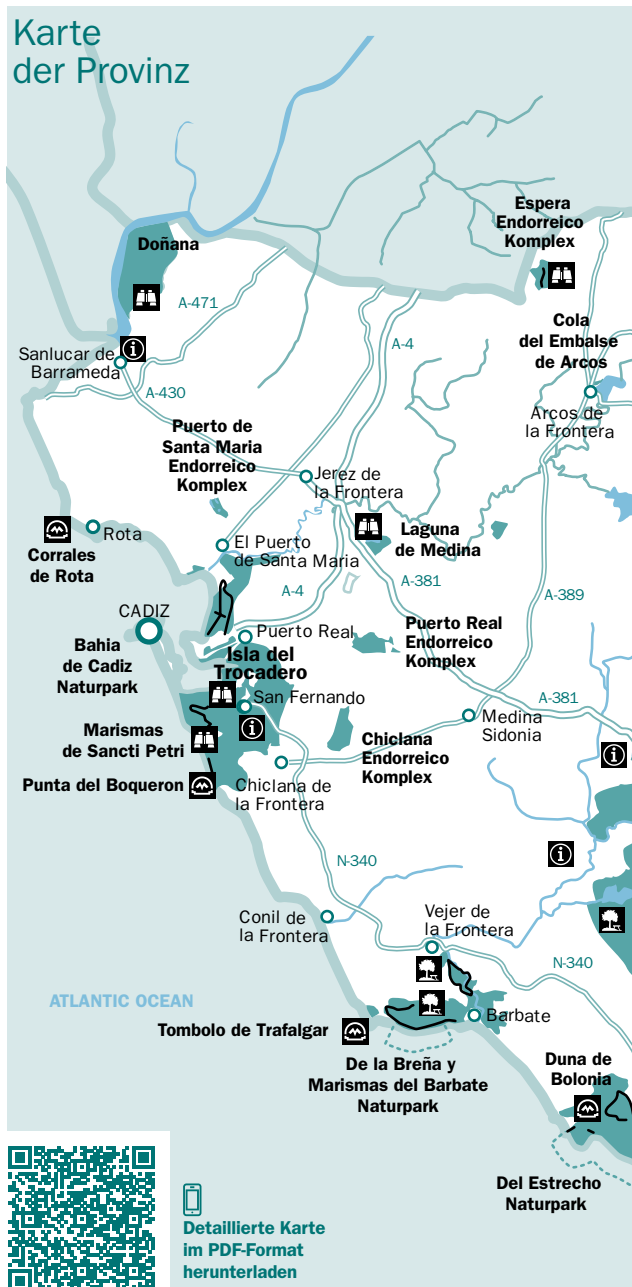 Karte
der Provinz
Espera
Endorreico
Komplex
Doñana
A-471
A-4
Cola
del Embalse
de Arcos
Sanlucar de
Barrameda
A-430
Arcos de
la Frontera
Puerto de
Santa Maria
Endorreico
Komplex
Jerez de
la Frontera
Rota
Corrales
de Rota
El Puerto
de Santa Maria
Laguna
de Medina
A-4
A-381
A-389
CADIZ
Puerto Real
Puerto Real
Endorreico
Komplex
Bahia
de Cadiz
Naturpark
Isla del
Trocadero
San Fernando
A-381
Medina
Sidonia
Marismas
de Sancti Petri
Chiclana
Endorreico
Komplex
Punta del Boqueron
Chiclana de
la Frontera
N-340
Conil de
la Frontera
Vejer de
la Frontera
N-340
ATLANTIC OCEAN
Barbate
Tombolo de Trafalgar
De la Breña y
Marismas del Barbate
Naturpark
Duna de
Bolonia
Del Estrecho
Naturpark
Detaillierte Karte
im PDF-Format
herunterladen